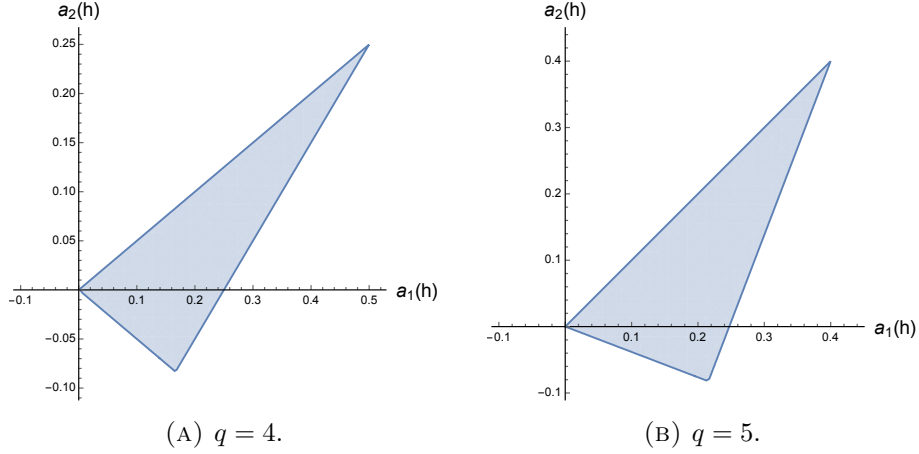 a₂(h)
0.25
0.20
0.15
0.10
0.05
-0.1 0.1 0.2 0.3 0.4 0.5 a₁(h)
-0.05
-0.10
(A) q = 4.
a₂(h)
0.4
0.3
0.2
0.1
-0.1 0.1 0.2 0.3 0.4 a₁(h)
-0.1
(B) q = 5.